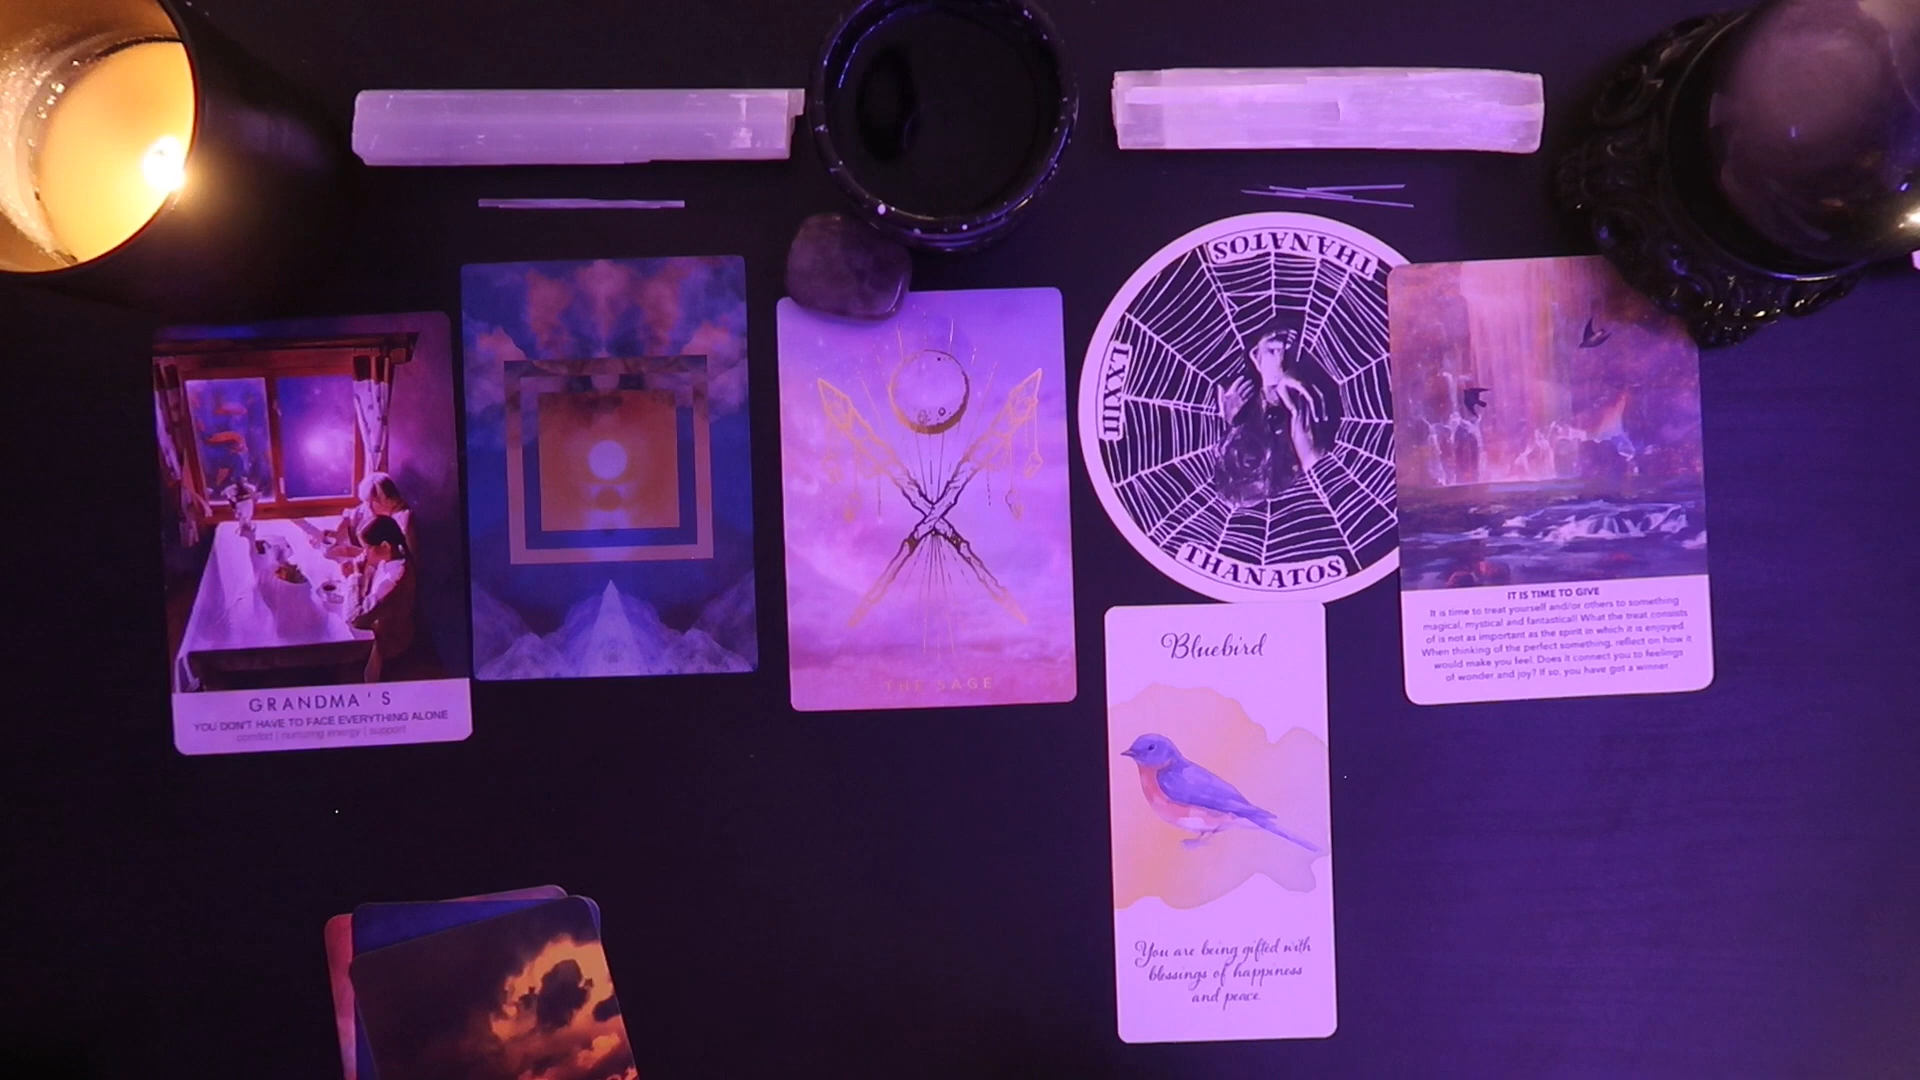 GRANDMA'S
YOU DON'T HAVE TO FACE EVERYTHING ALONE
comfort | nurturing energy | support
THE SAGE
THANATOS
LXXIII
THANATOS
IT IS TIME TO GIVE
It is time to treat yourself and/or others to something
magical, mystical and fantastical! What the treat consists
of is not as important as the spirit in which it is enjoyed.
When thinking of the perfect something, reflect on how it
would make you feel. Does it connect you to feelings
of wonder and joy? If so, you have got a winner.
Bluebird
You are being gifted with
blessings of happiness
and peace.